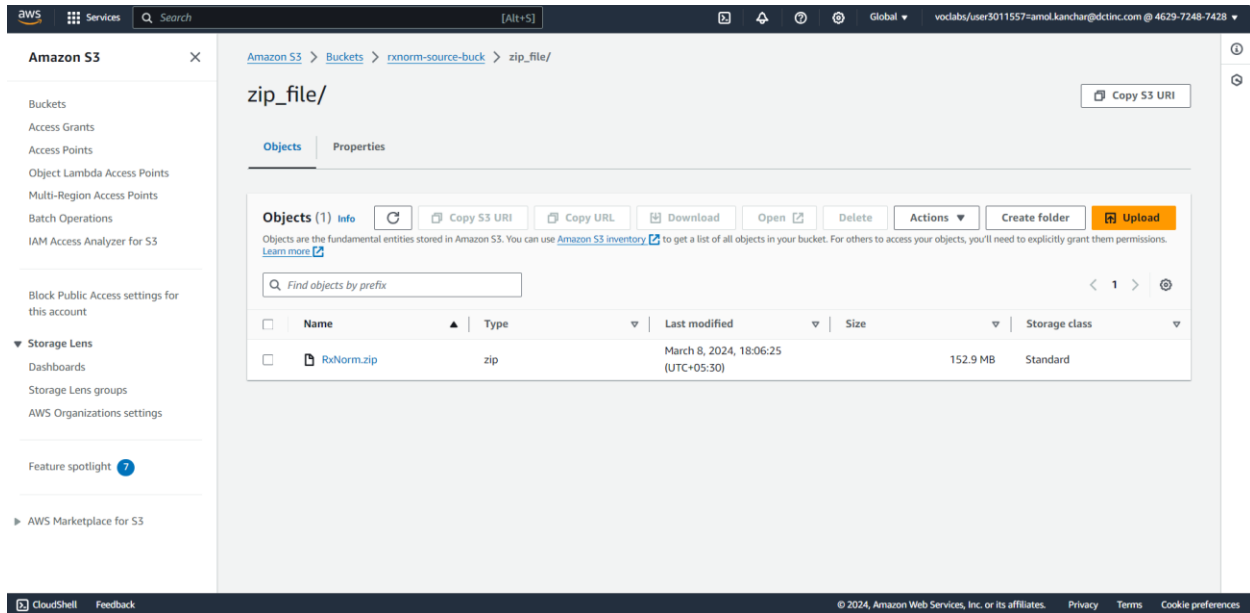 aws Services Search [Alt+S] Global voclabs/user3011557=amol.kanchar@dctinc.com @ 4629-7248-7428
Amazon S3
Buckets
Access Grants
Access Points
Object Lambda Access Points
Multi-Region Access Points
Batch Operations
IAM Access Analyzer for S3
Block Public Access settings for
this account
Storage Lens
Dashboards
Storage Lens groups
AWS Organizations settings
Feature spotlight 7
AWS Marketplace for S3
Amazon S3 > Buckets > rxnorm-source-buck > zip_file/
zip_file/
Copy S3 URI
Objects Properties
Objects (1) Info Copy S3 URI Copy URL Download Open Delete Actions Create folder Upload
Objects are the fundamental entities stored in Amazon S3. You can use Amazon S3 inventory to get a list of all objects in your bucket. For others to access your objects, you'll need to explicitly grant them permissions.
Learn more
Find objects by prefix
< 1 >
Name Type Last modified Size Storage class
RxNorm.zip zip March 8, 2024, 18:06:25 152.9 MB Standard
(UTC+05:30)
CloudShell Feedback © 2024, Amazon Web Services, Inc. or its affiliates. Privacy Terms Cookie preferences